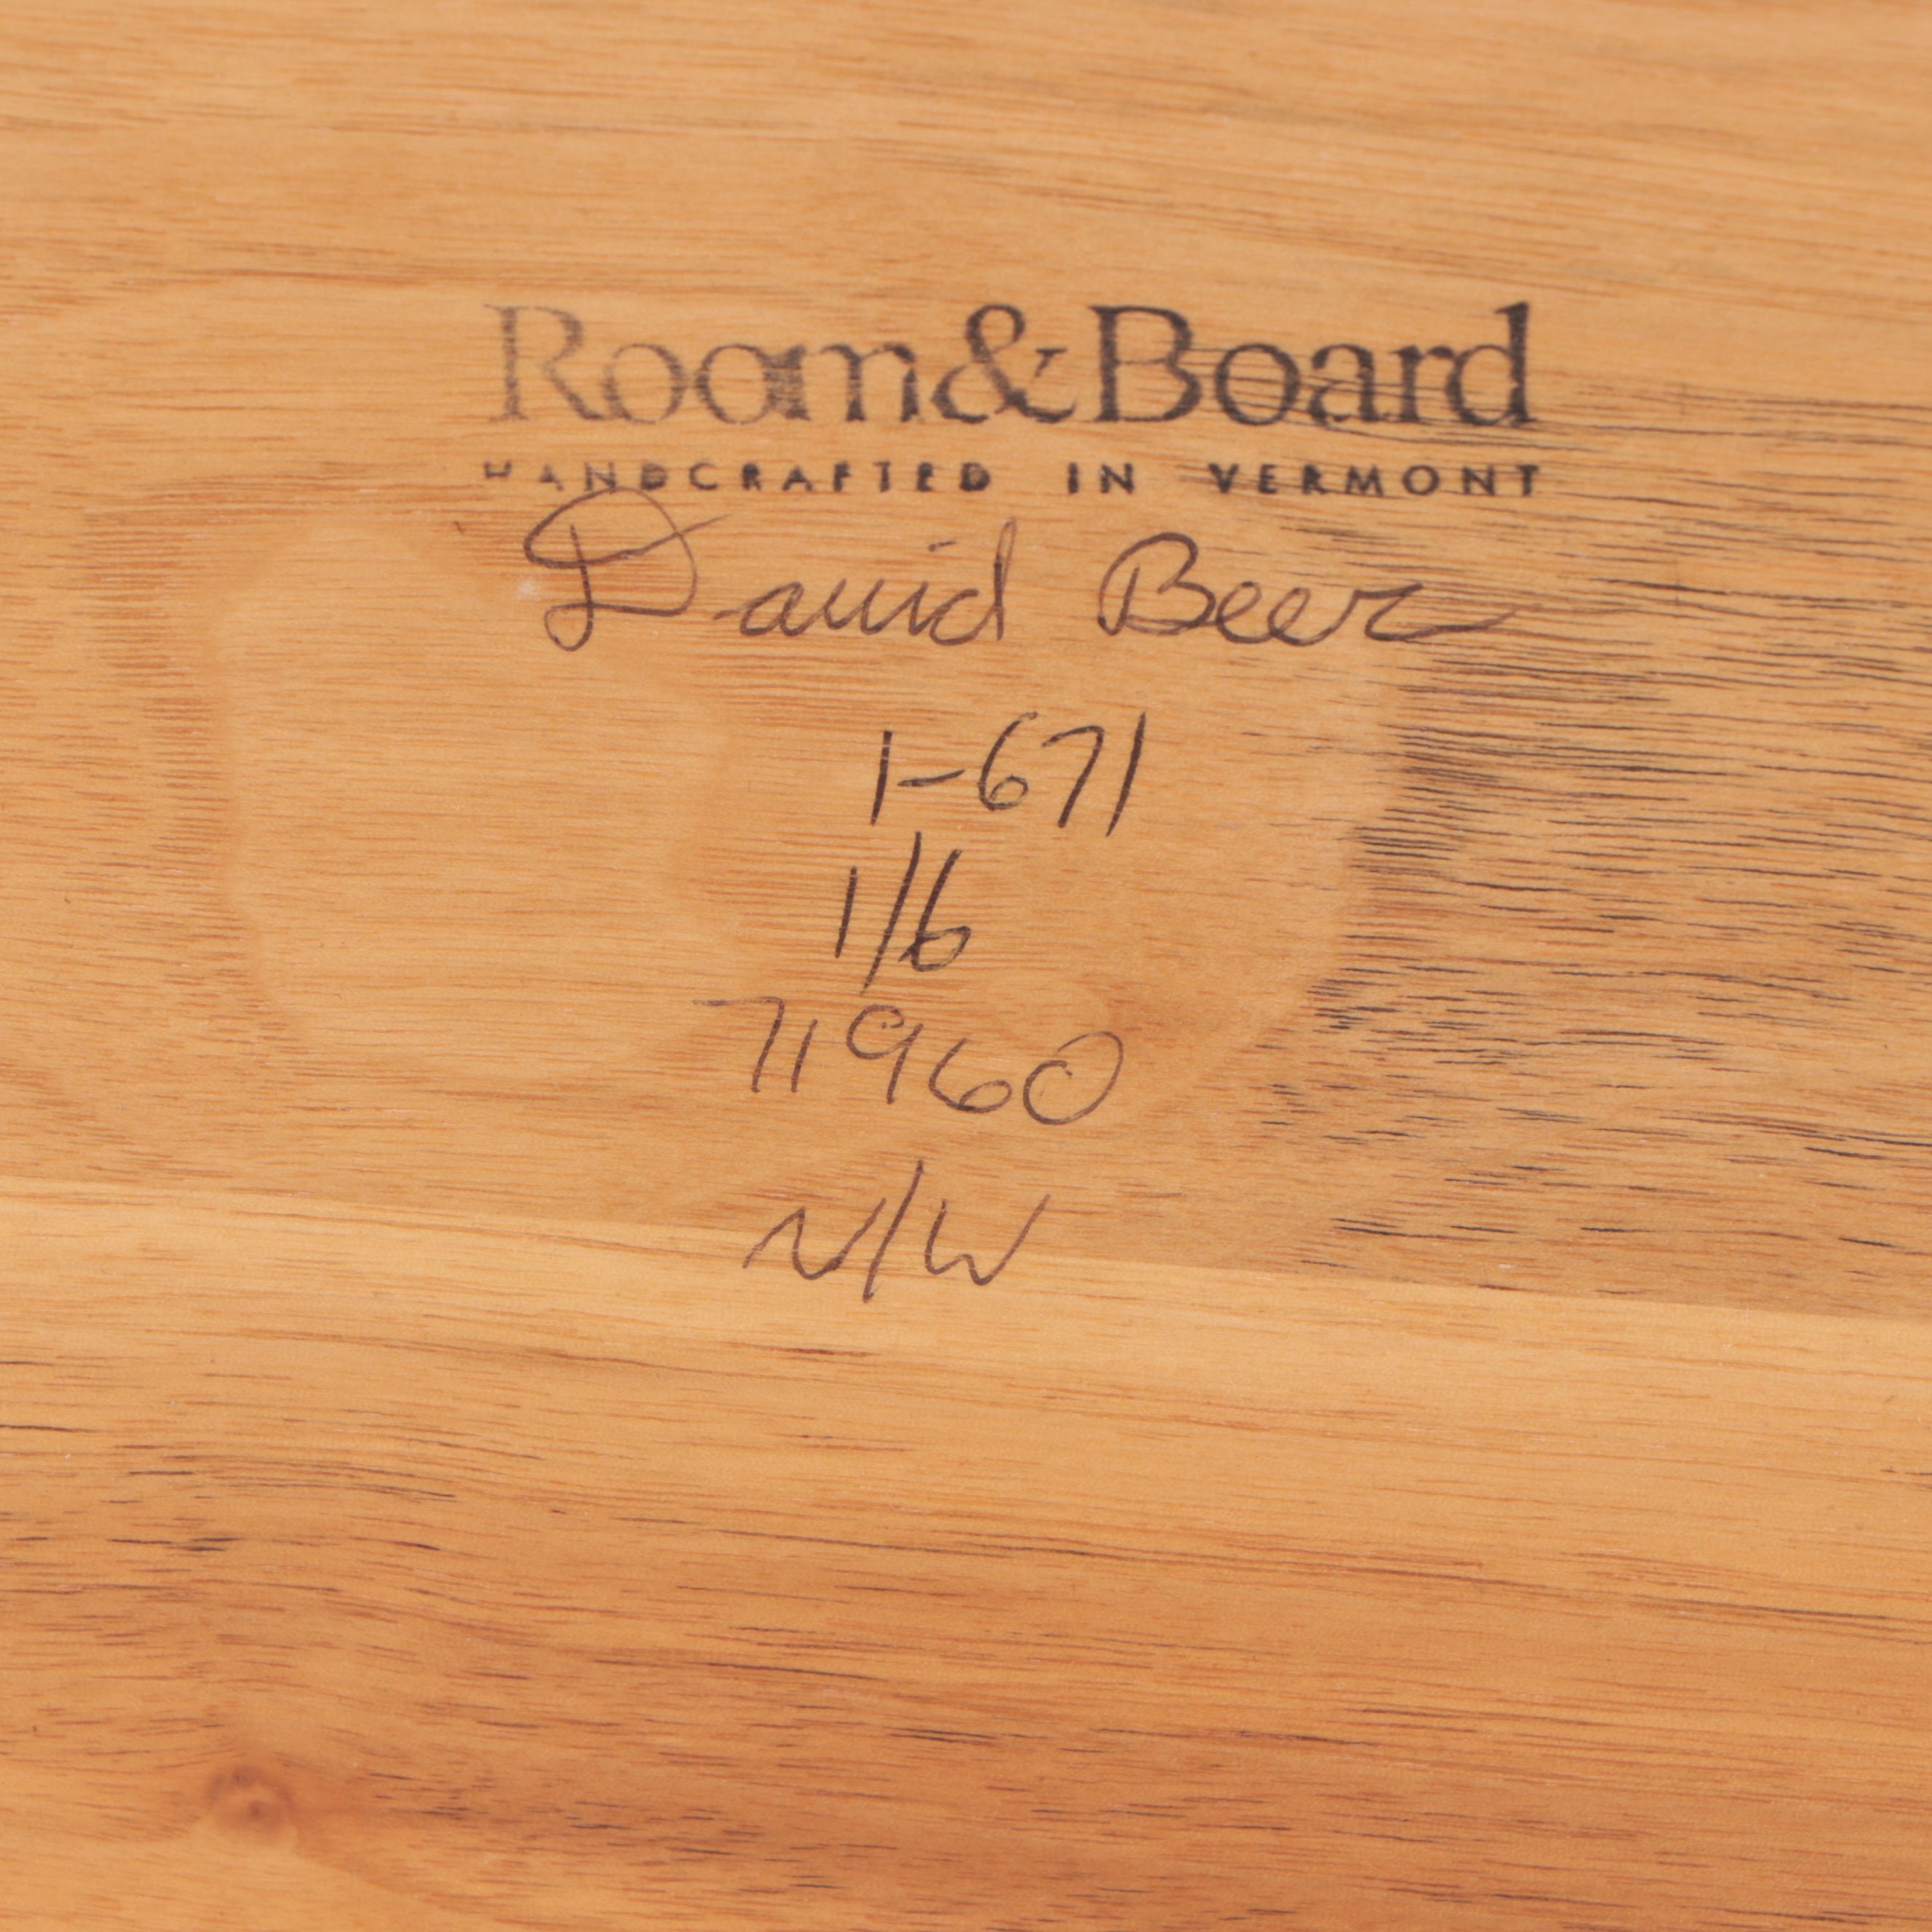 Room&Board
HANDCRAFTED IN VERMONT
David Beer
1-671
1/6
71960
N/W